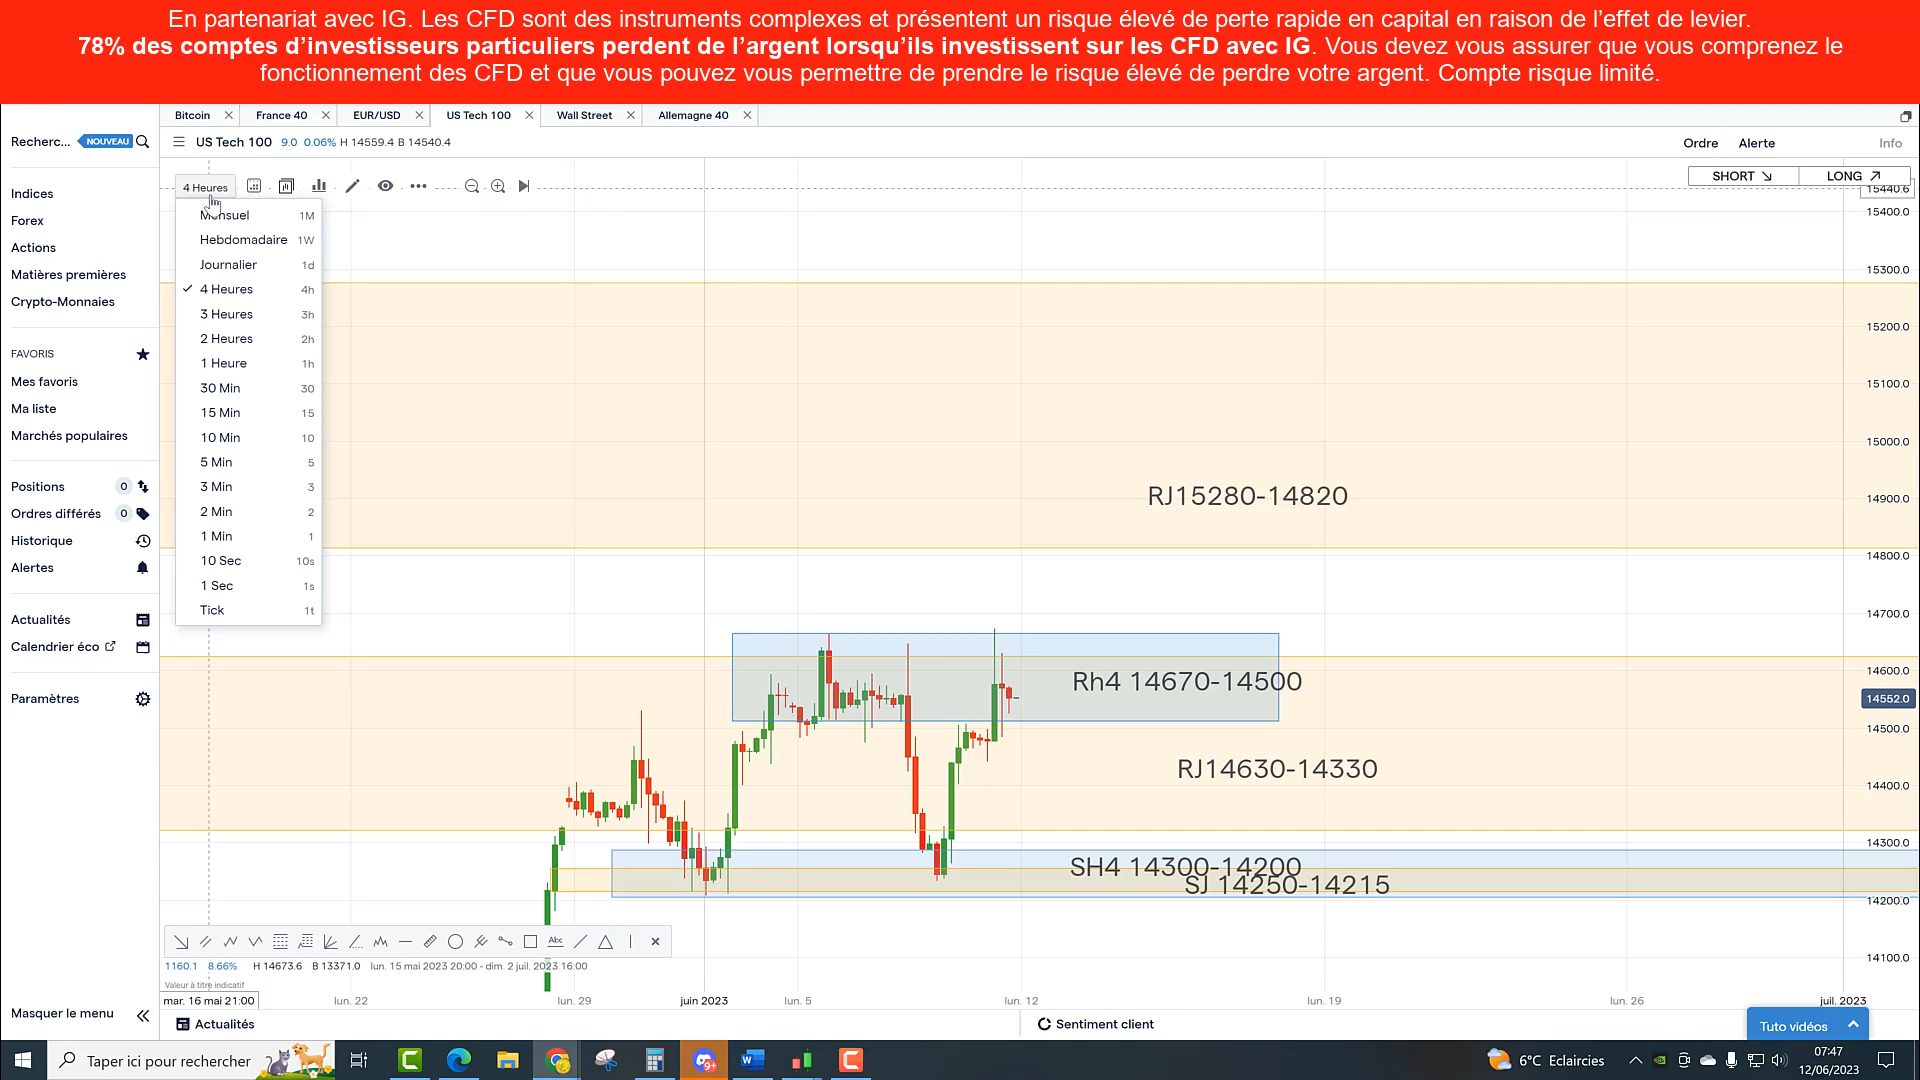 En partenariat avec IG. Les CFD sont des instruments complexes et présentent un risque élevé de perte rapide en capital en raison de l'effet de levier.
78% des comptes d'investisseurs particuliers perdent de l'argent lorsqu'ils investissent sur les CFD avec IG. Vous devez vous assurer que vous comprenez le
fonctionnement des CFD et que vous pouvez vous permettre de prendre le risque élevé de perdre votre argent. Compte risque limité.
Bitcoin France 40 EUR/USD US Tech 100 Wall Street Allemagne 40
Recherc... NOUVEAU
US Tech 100 9.0 0.06% H 14559.4 B 14540.4
Ordre Alerte Info
4 Heures
SHORT LONG
15440.6
Mensuel 1M
Hebdomadaire 1W
Journalier 1d
4 Heures 4h
3 Heures 3h
2 Heures 2h
1 Heure 1h
30 Min 30
15 Min 15
10 Min 10
5 Min 5
3 Min 3
2 Min 2
1 Min 1
10 Sec 10s
1 Sec 1s
Tick 1t
Indices
Forex
Actions
Matières premières
Crypto-Monnaies
FAVORIS
Mes favoris
Ma liste
Marchés populaires
Positions 0
Ordres différés 0
Historique
Alertes
Actualités
Calendrier éco
Paramètres
Masquer le menu
RJ15280-14820
Rh4 14670-14500
RJ14630-14330
SH4 14300-14200
SJ 14250-14215
15400.0
15300.0
15200.0
15100.0
15000.0
14900.0
14800.0
14700.0
14600.0
14552.0
14500.0
14400.0
14300.0
14200.0
14100.0
Abc
1160.1 8.66% H 14673.6 B 13371.0 lun. 15 mai 2023 20:00 - dim. 2 juil. 2023 16:00
Valeur à titre indicatif
mar. 16 mai 21:00 lun. 22 lun. 29 juin 2023 lun. 5 lun. 12 lun. 19 lun. 26 juil. 2023
Actualités Sentiment client
Tuto vidéos
Taper ici pour rechercher
9+
6°C Eclaircies
07:47
12/06/2023